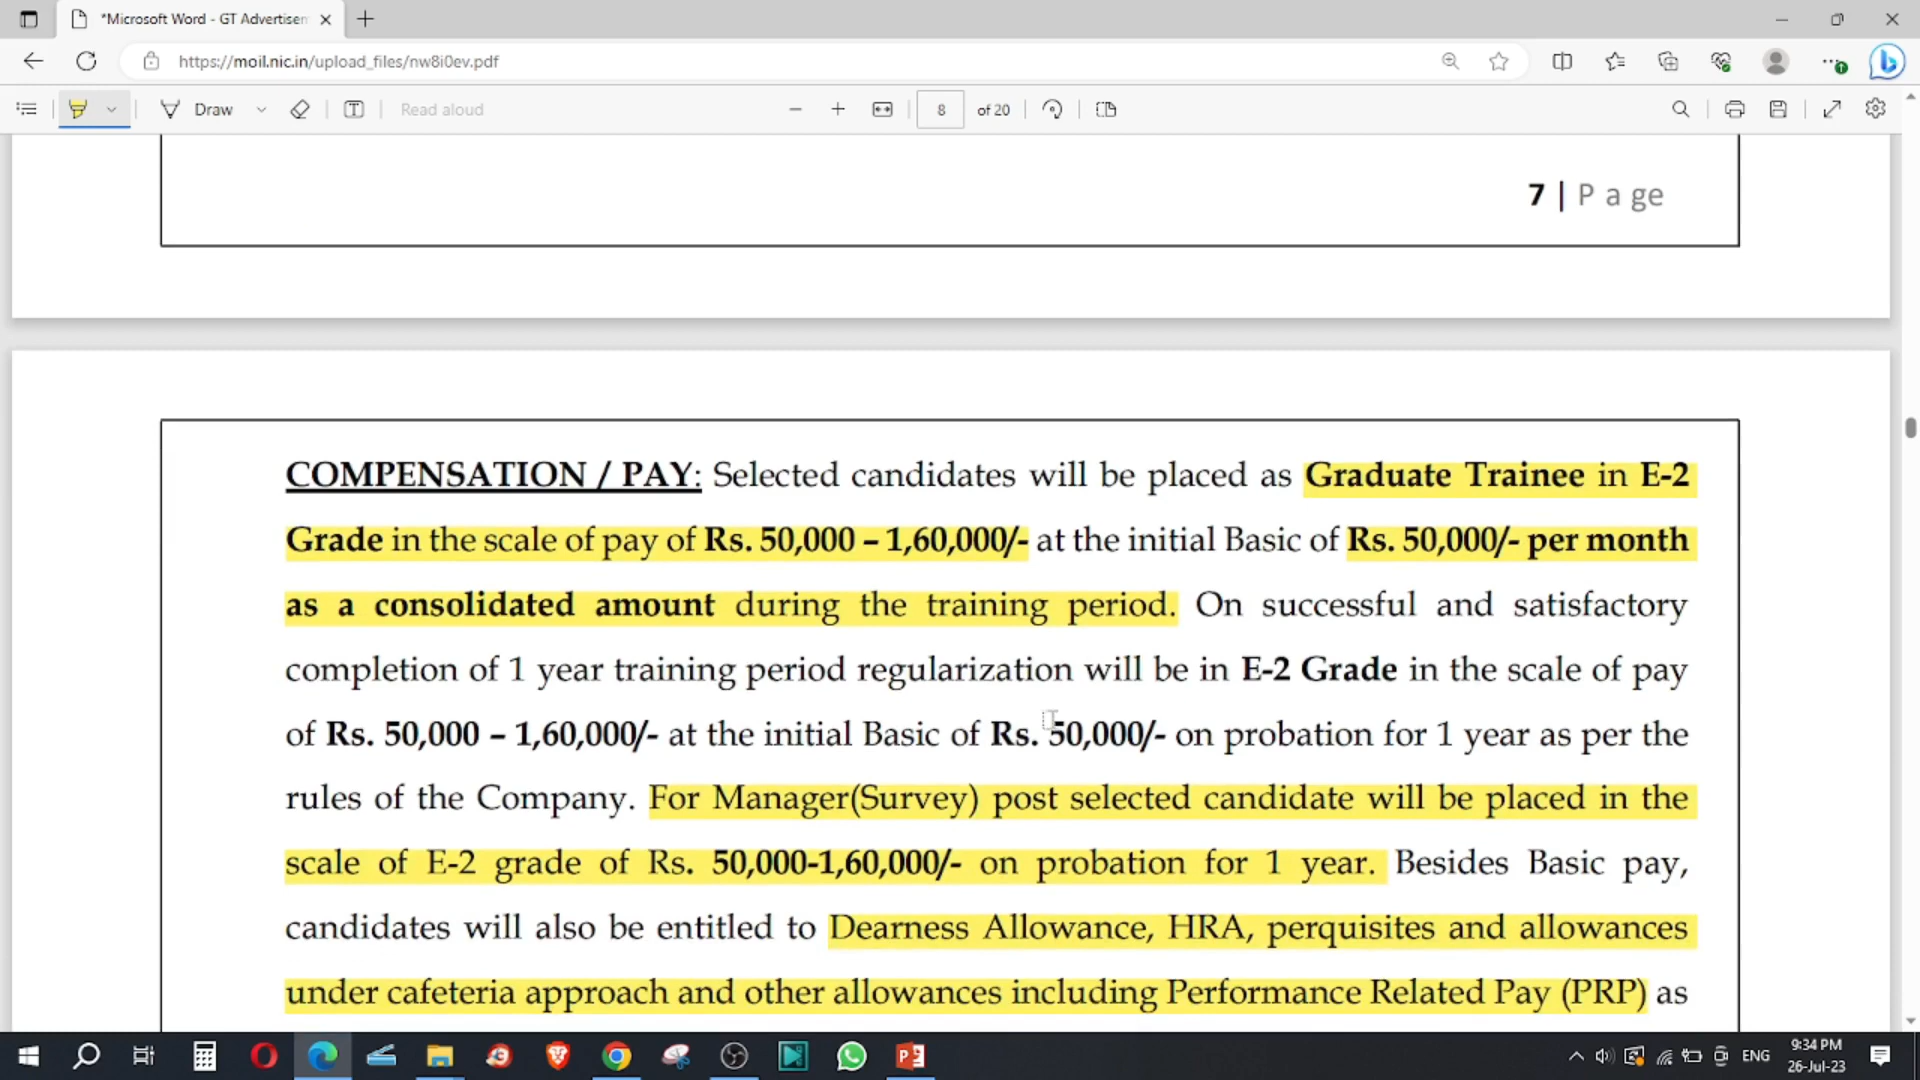 *Microsoft Word - GT Advertisem
https://moil.nic.in/upload_files/nw8i0ev.pdf
Draw
Read aloud
8
of 20
7 | P a ge
COMPENSATION / PAY: Selected candidates will be placed as Graduate Trainee in E-2
Grade in the scale of pay of Rs. 50,000 – 1,60,000/- at the initial Basic of Rs. 50,000/- per month
as a consolidated amount during the training period. On successful and satisfactory
completion of 1 year training period regularization will be in E-2 Grade in the scale of pay
of Rs. 50,000 – 1,60,000/- at the initial Basic of Rs. 50,000/- on probation for 1 year as per the
rules of the Company. For Manager(Survey) post selected candidate will be placed in the
scale of E-2 grade of Rs. 50,000-1,60,000/- on probation for 1 year. Besides Basic pay,
candidates will also be entitled to Dearness Allowance, HRA, perquisites and allowances
under cafeteria approach and other allowances including Performance Related Pay (PRP) as
ENG
9:34 PM
26-Jul-23